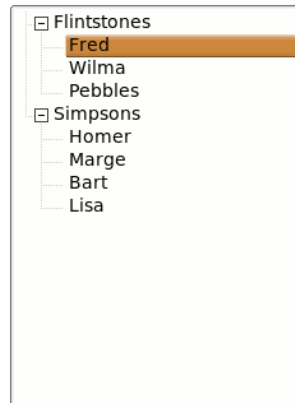 Flintstones
Fred
Wilma
Pebbles
Simpsons
Homer
Marge
Bart
Lisa